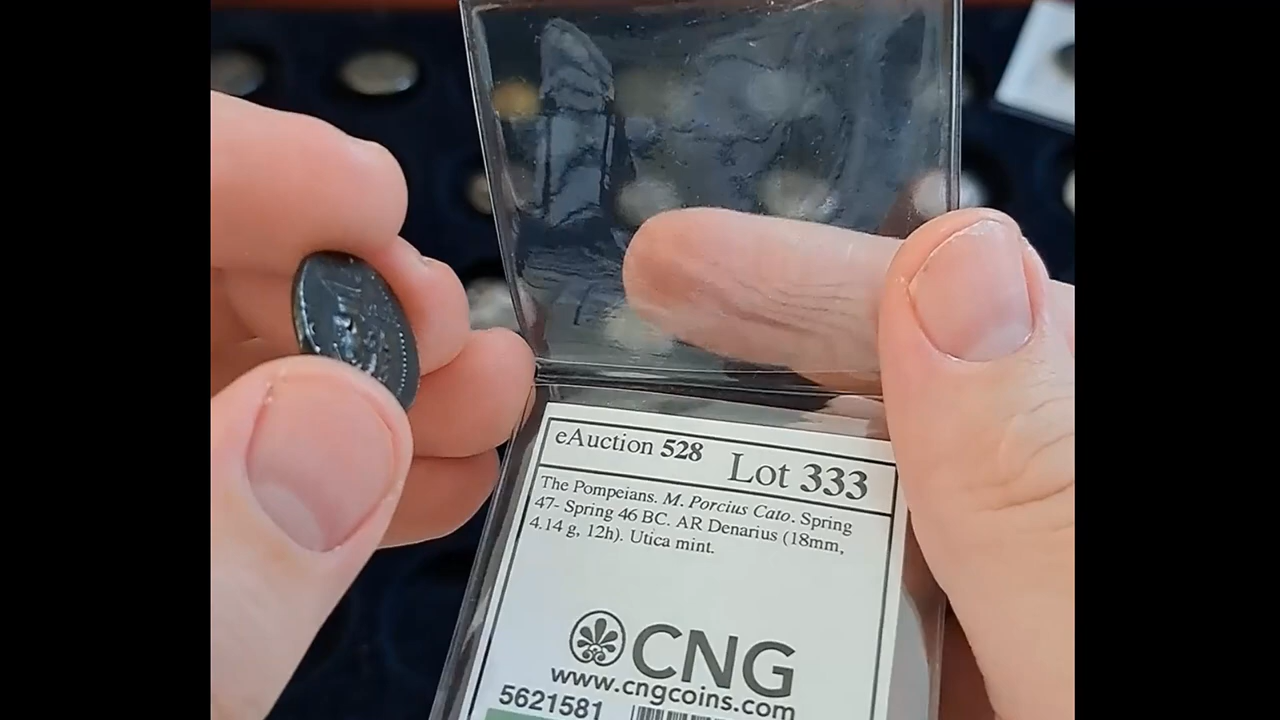 eAuction 528 Lot 333
The Pompeians. M. Porcius Cato. Spring
47- Spring 46 BC. AR Denarius (18mm,
4.14 g, 12h). Utica mint.
CNG
www.cngcoins.com
5621581